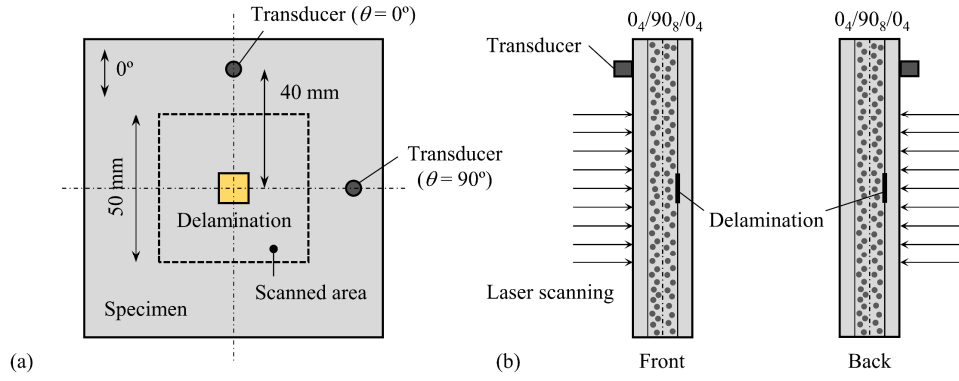 Transducer (θ = 0º)
0º
40 mm
Transducer
(θ = 90º)
50 mm
Delamination
Scanned area
Specimen
(a)
0₄/90₈/0₄
0₄/90₈/0₄
Transducer
Delamination
Laser scanning
(b)
Front
Back